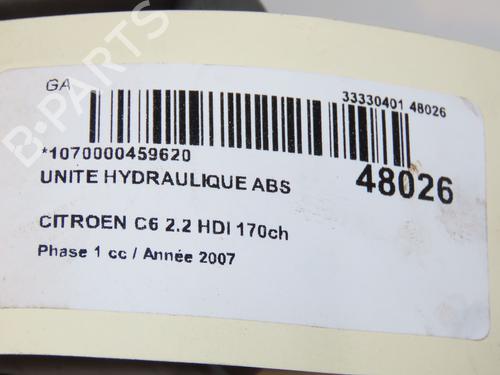 GA
33330401 48026
*1070000459620
UNITE HYDRAULIQUE ABS
48026
CITROEN C6 2.2 HDI 170ch
Phase 1 cc / Année 2007
B-PARTS